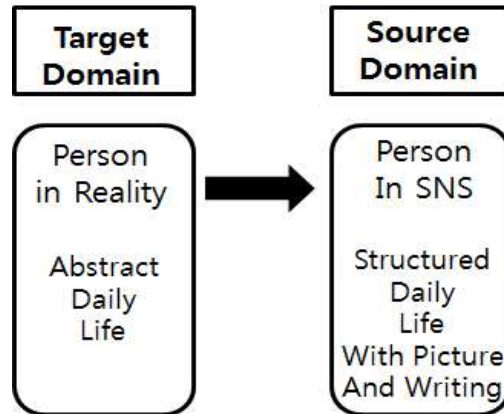 Target
Domain
Source
Domain
Person
in Reality
Abstract
Daily
Life
Person
In SNS
Structured
Daily
Life
With Picture
And Writing